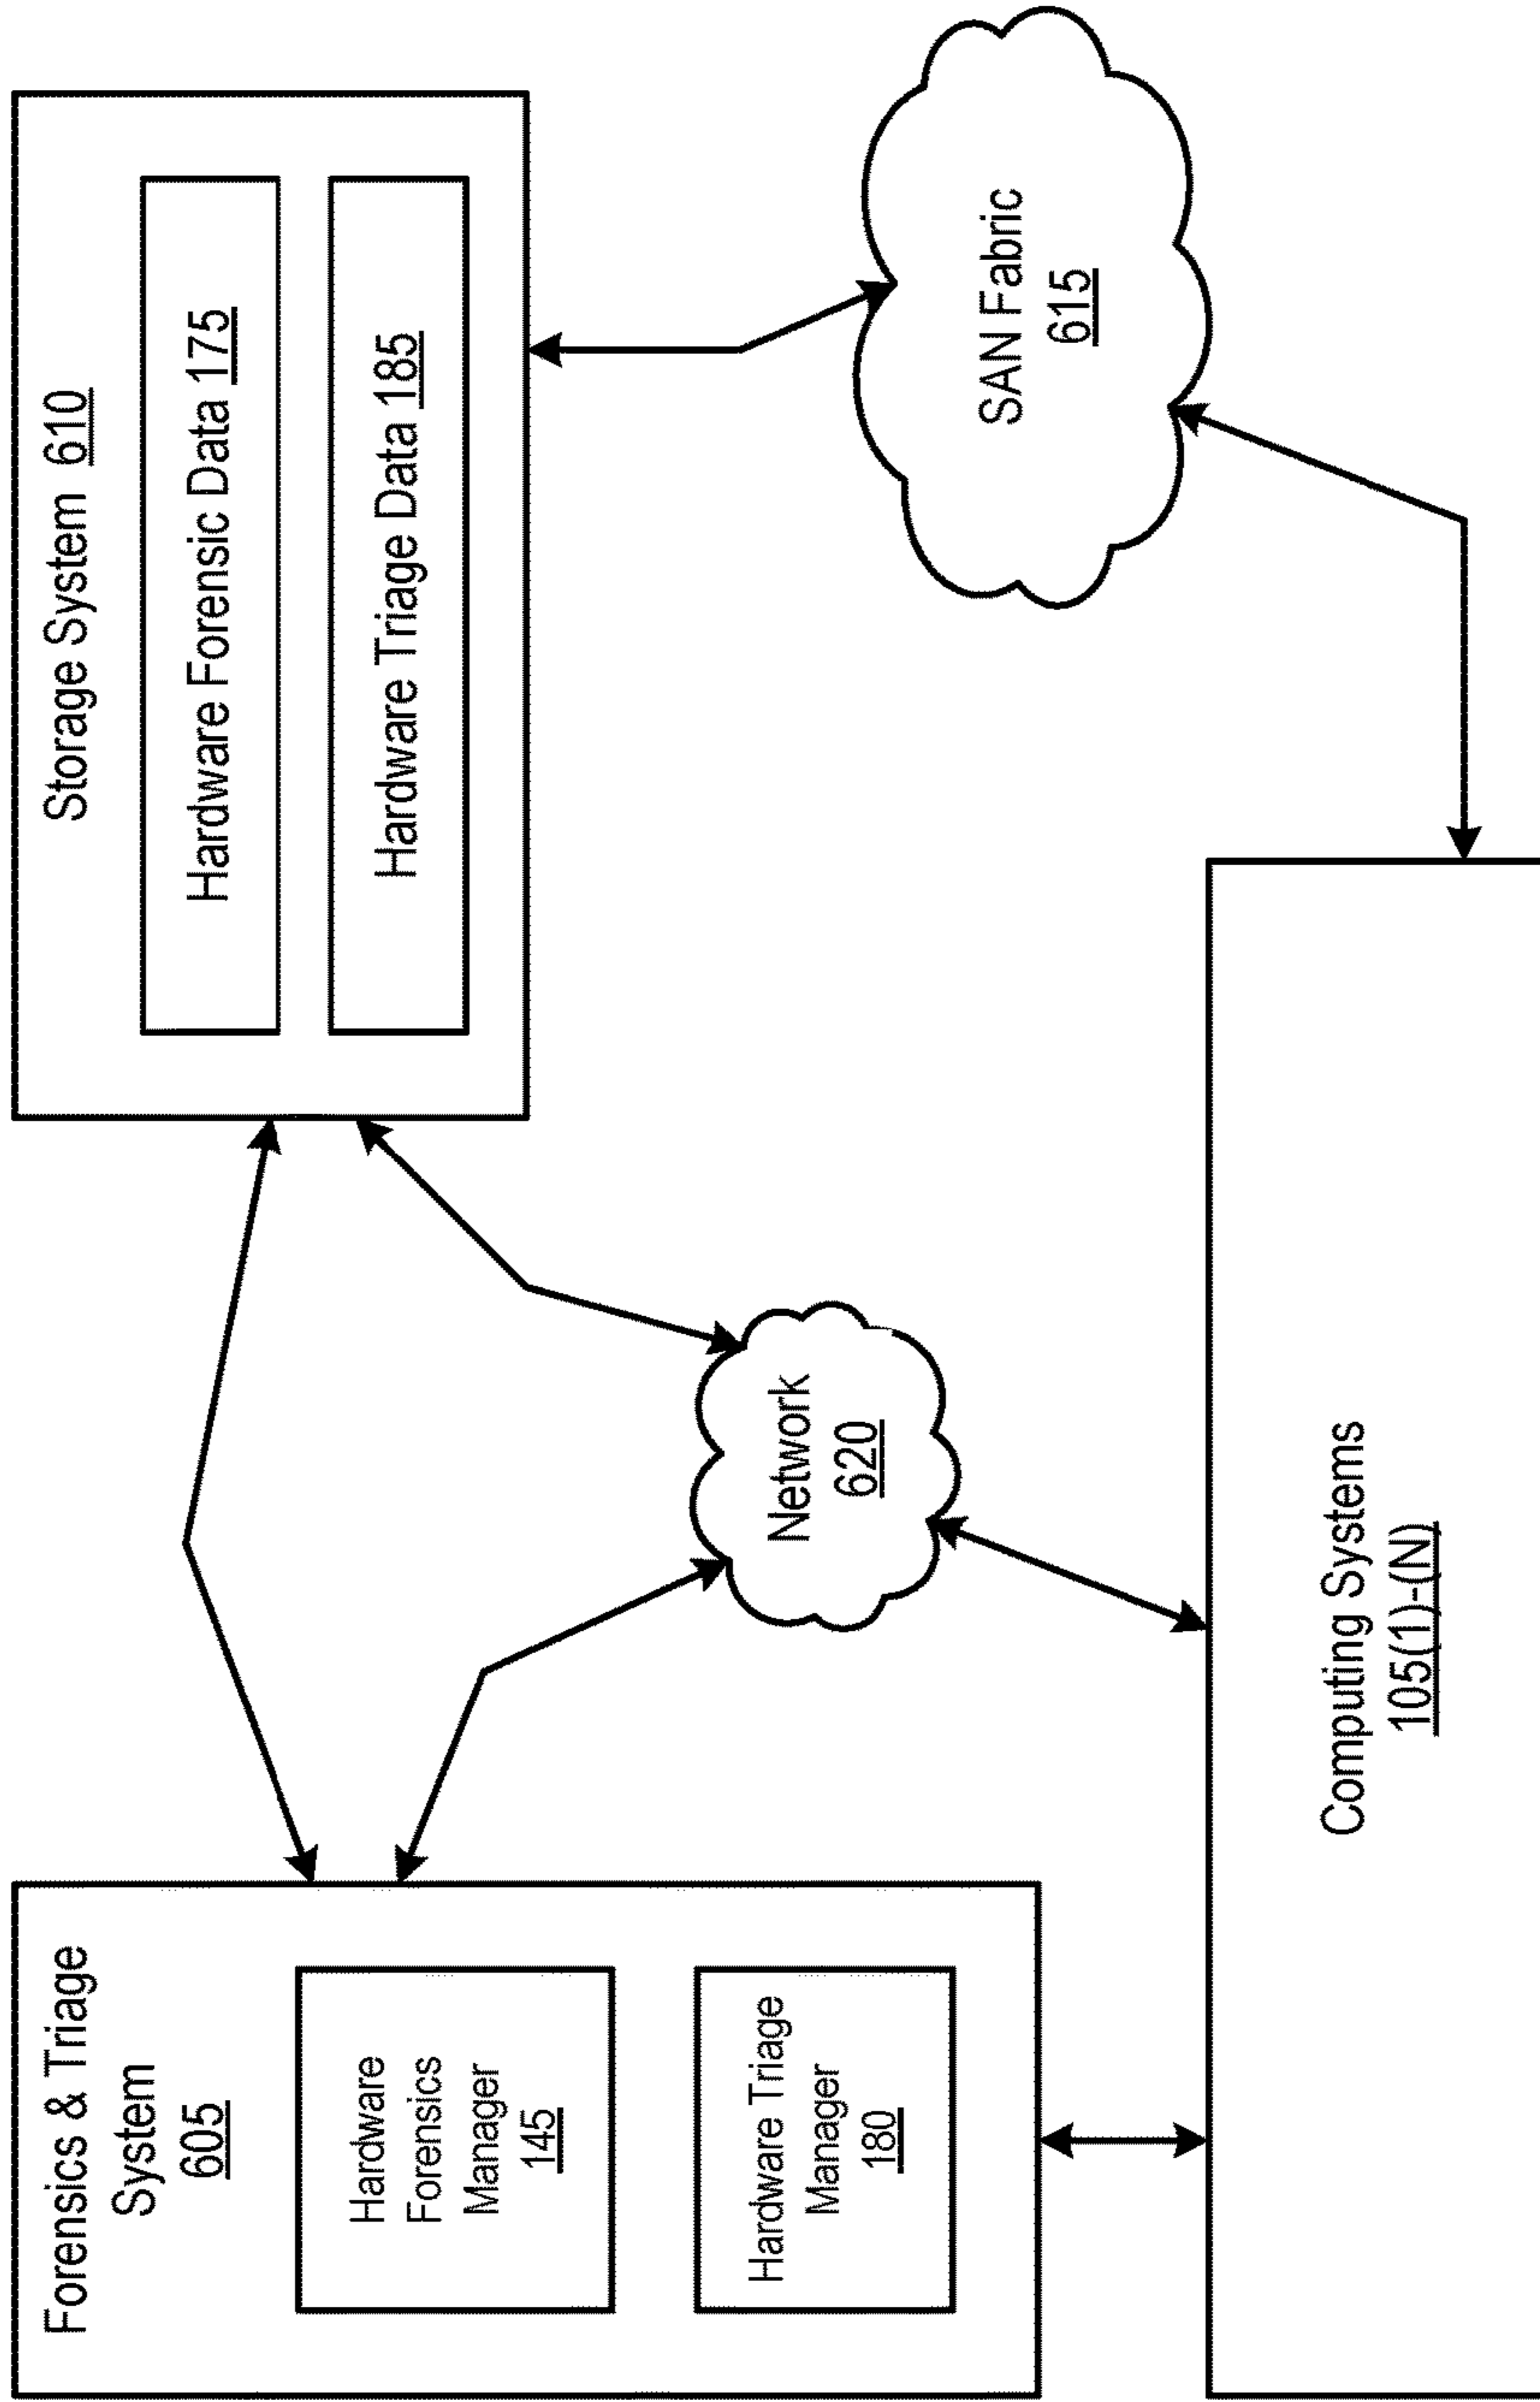 Forensics & Triage
System
605
Hardware
Forensics
Manager
145
Hardware Triage
Manager
180
Storage System 610
Hardware Forensic Data 175
Hardware Triage Data 185
Network
620
SAN Fabric
615
Computing Systems
105(1)-(N)